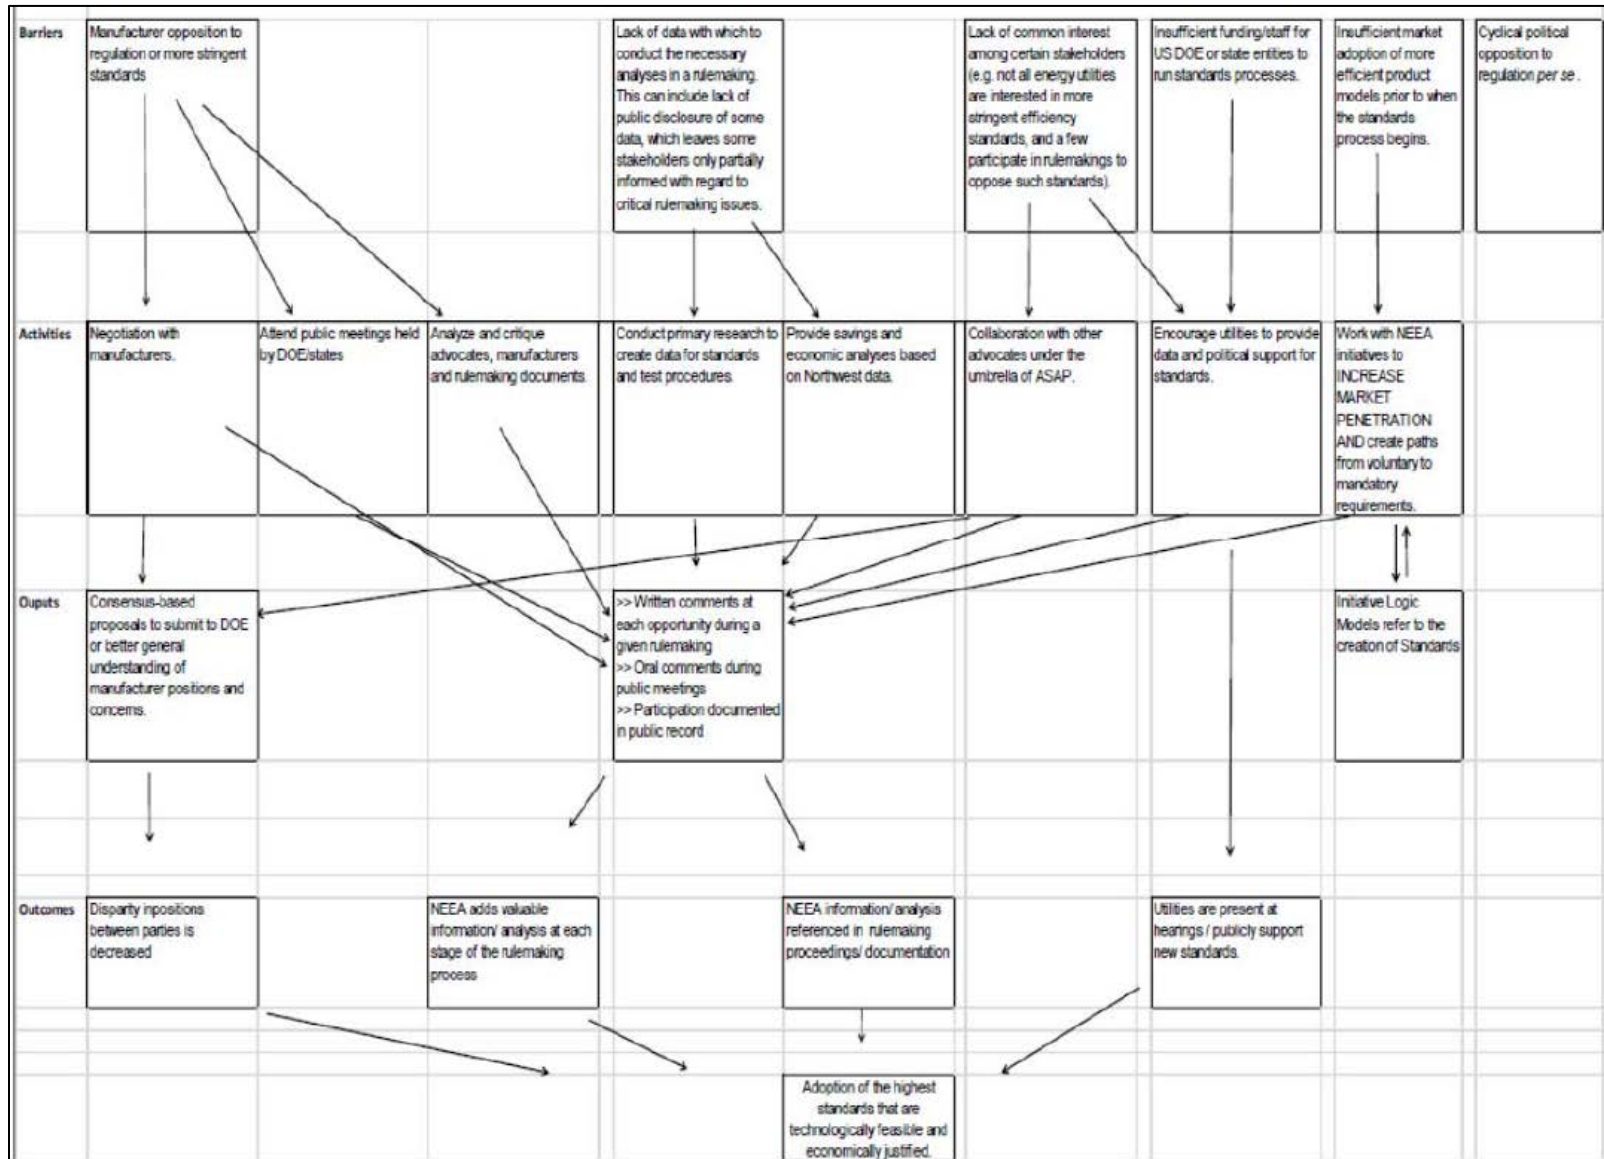 Barriers
Manufacturer opposition to
regulation or more stringent
standards
Lack of data with which to
conduct the necessary
analyses in a rulemaking.
This can include lack of
public disclosure of some
data, which leaves some
stakeholders only partially
informed with regard to
critical rulemaking issues.
Lack of common interest
among certain stakeholders
(e.g. not all energy utilities
are interested in more
stringent efficiency
standards, and a few
participate in rulemakings to
oppose such standards).
Insufficient funding/staff for
US DOE or state entities to
run standards processes.
Insufficient market
adoption of more
efficient product
models prior to when
the standards
process begins.
Cyclical political
opposition to
regulation per se .
Activities
Negotiation with
manufacturers.
Attend public meetings held
by DOE/states
Analyze and critique
advocates, manufacturers
and rulemaking documents.
Conduct primary research to
create data for standards
and test procedures.
Provide savings and
economic analyses based
on Northwest data.
Collaboration with other
advocates under the
umbrella of ASAP.
Encourage utilities to provide
data and political support for
standards.
Work with NEEA
initiatives to
INCREASE
MARKET
PENETRATION
AND create paths
from voluntary to
mandatory
requirements.
Ouputs
Consensus-based
proposals to submit to DOE
or better general
understanding of
manufacturer positions and
concerns.
>> Written comments at
each opportunity during a
given rulemaking
>> Oral comments during
public meetings
>> Participation documented
in public record
Initiative Logic
Models refer to the
creation of Standards
Outcomes
Disparty inpositions
between parties is
decreased
NEEA adds valuable
information/ analysis at each
stage of the rulemaking
process
NEEA information/ analysis
referenced in rulemaking
proceedings/ documentation
Utilities are present at
hearings / publicly support
new standards.
Adoption of the highest
standards that are
technologically feasible and
economically justified.